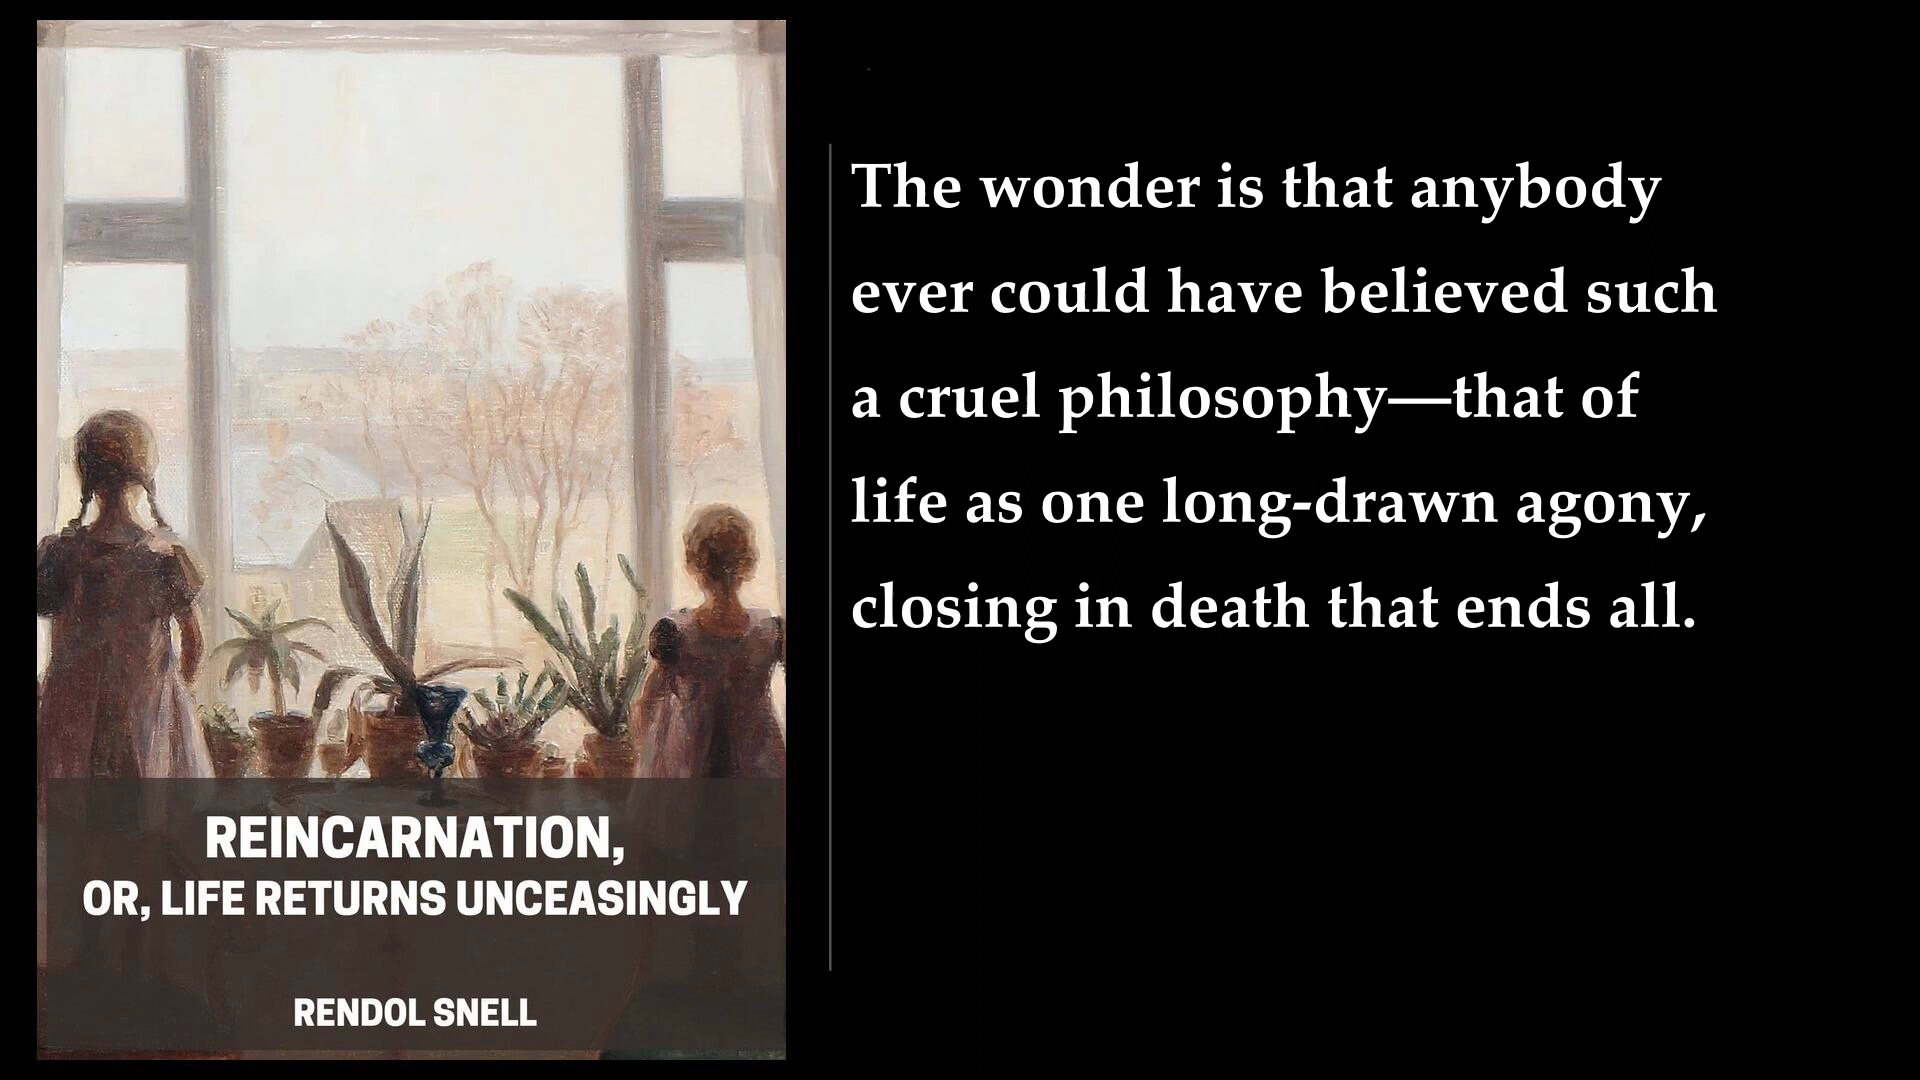 The wonder is that anybody
ever could have believed such
a cruel philosophy—that of
life as one long-drawn agony,
closing in death that ends all.
REINCARNATION,
OR, LIFE RETURNS UNCEASINGLY
RENDOL SNELL